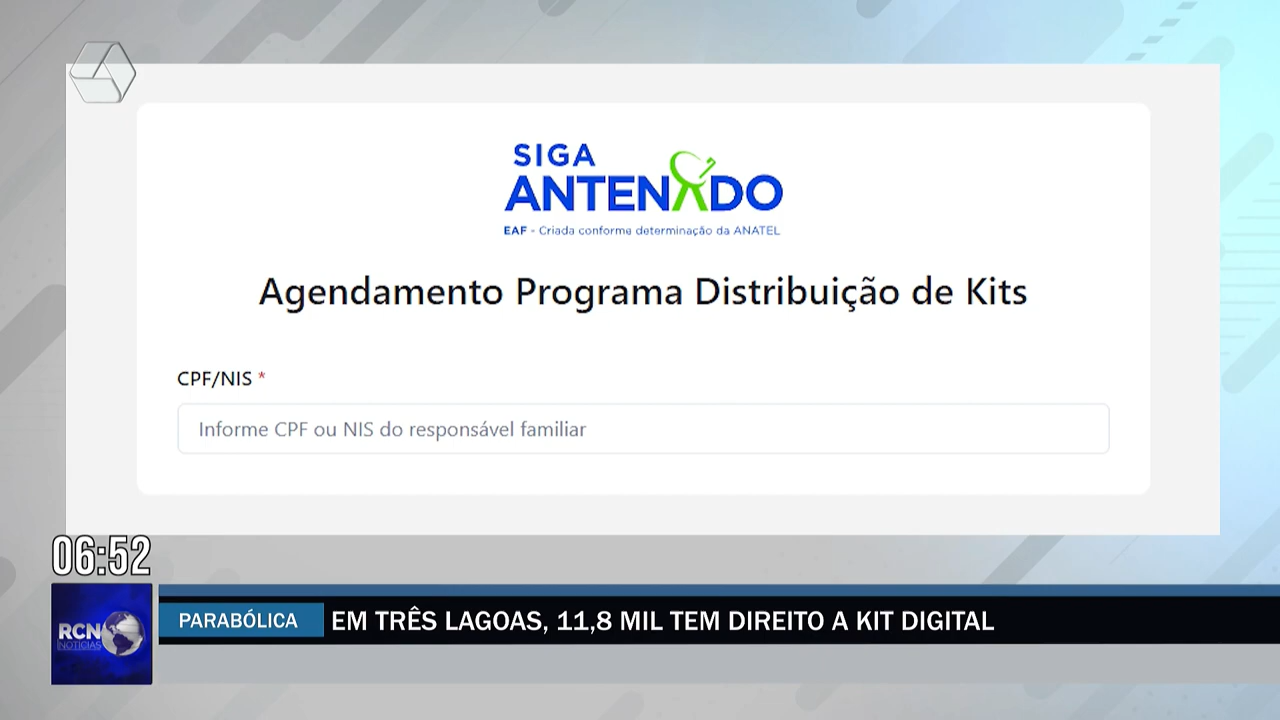 SIGA
ANTENADO
EAF - Criada conforme determinação da ANATEL
Agendamento Programa Distribuição de Kits
CPF/NIS *
Informe CPF ou NIS do responsável familiar
06:52
RCN
NOTÍCIAS
PARABÓLICA
EM TRÊS LAGOAS, 11,8 MIL TEM DIREITO A KIT DIGITAL